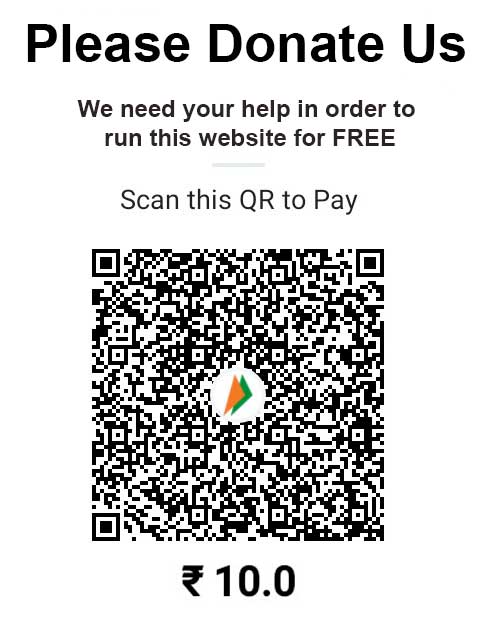 Please Donate Us
We need your help in order to
run this website for FREE
Scan this QR to Pay
₹ 10.0